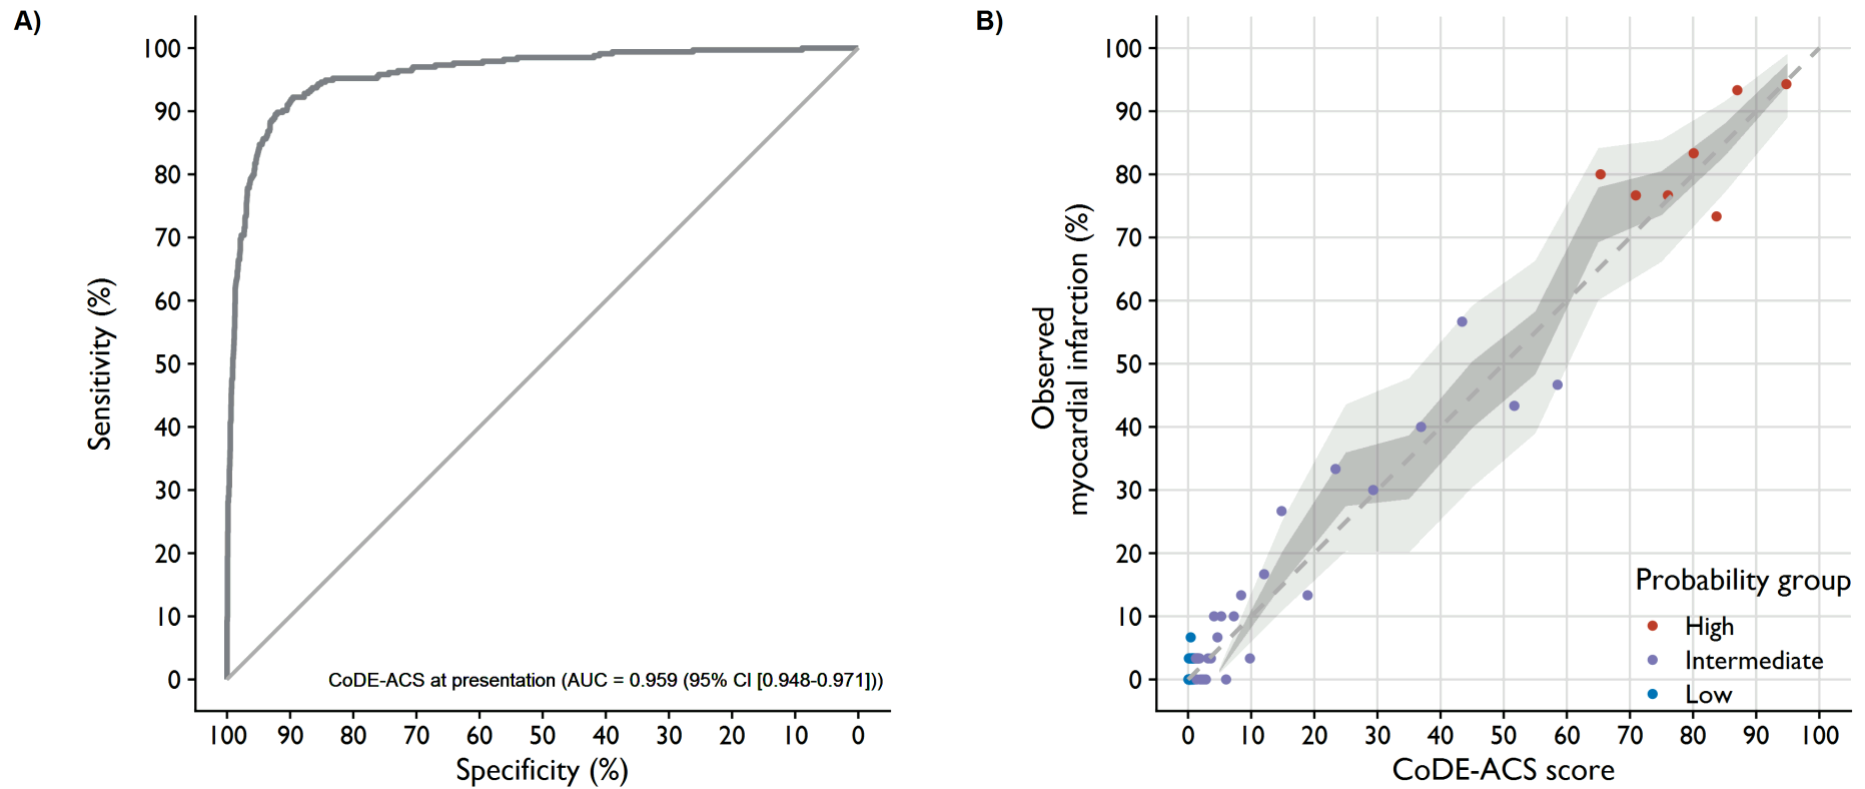 A)
100
90
80
70
60
50
40
30
20
10
0
Sensitivity (%)
CoDE-ACS at presentation (AUC = 0.959 (95% CI [0.948-0.971]))
100 90 80 70 60 50 40 30 20 10 0
Specificity (%)
B)
100
90
80
70
60
50
40
30
20
10
0
Observed
myocardial infarction (%)
Probability group
High
Intermediate
Low
0 10 20 30 40 50 60 70 80 90 100
CoDE-ACS score